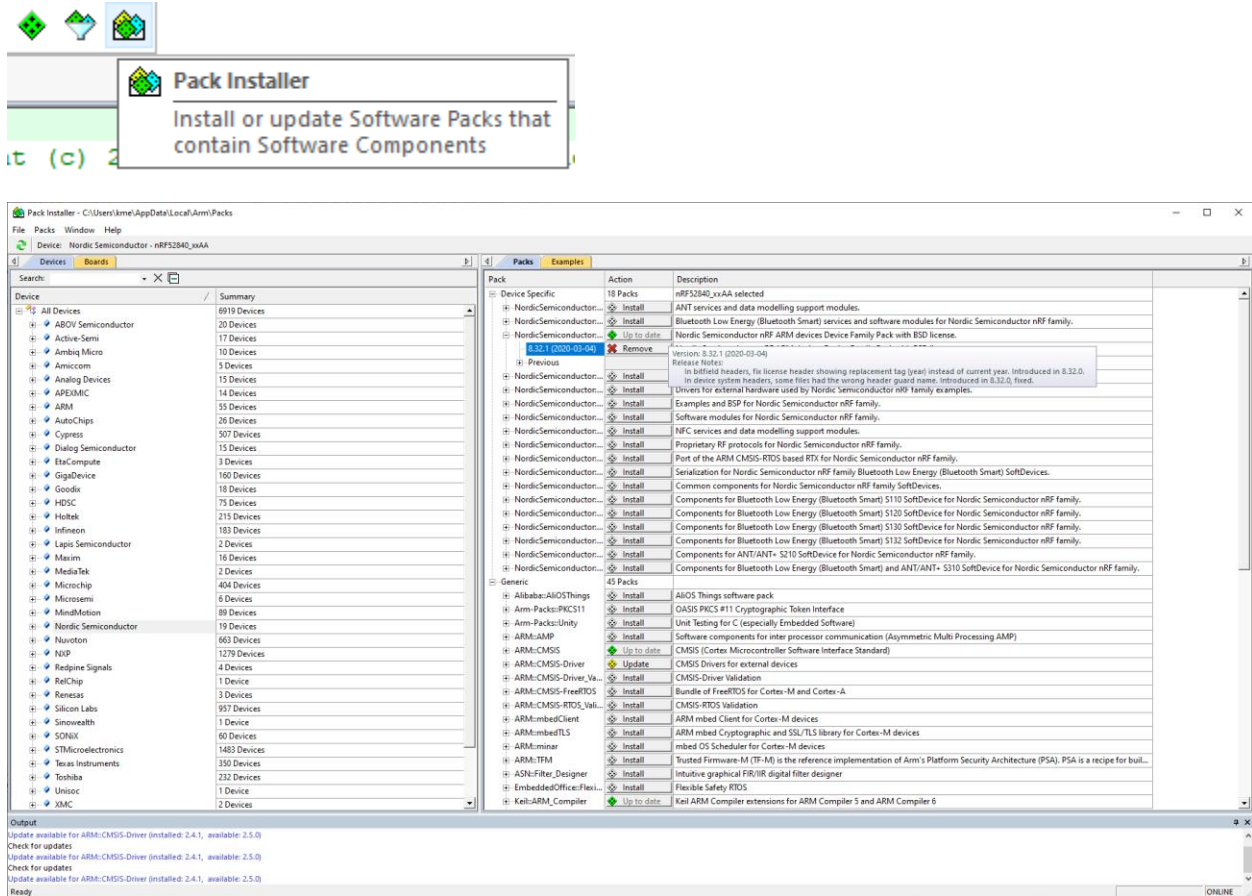 Pack Installer
Install or update Software Packs that
contain Software Components
Pack Installer - C:\Users\kme\AppData\Local\Arm\Packs
File Packs Window Help
Device: Nordic Semiconductor - nRF52840_xxAA
Devices Boards
Search:
Device Summary
All Devices 6919 Devices
ABOV Semiconductor 20 Devices
Active-Semi 17 Devices
Ambiq Micro 10 Devices
Amiccom 5 Devices
Analog Devices 15 Devices
APEXMIC 14 Devices
ARM 55 Devices
AutoChips 26 Devices
Cypress 507 Devices
Dialog Semiconductor 15 Devices
EtaCompute 3 Devices
GigaDevice 160 Devices
Goodix 18 Devices
HDSC 75 Devices
Holtek 215 Devices
Infineon 183 Devices
Lapis Semiconductor 2 Devices
Maxim 16 Devices
MediaTek 2 Devices
Microchip 404 Devices
Microsemi 6 Devices
MindMotion 89 Devices
Nordic Semiconductor 19 Devices
Nuvoton 663 Devices
NXP 1279 Devices
Redpine Signals 4 Devices
RelChip 1 Device
Renesas 3 Devices
Silicon Labs 957 Devices
Sinowealth 1 Device
SONiX 60 Devices
STMicroelectronics 1483 Devices
Texas Instruments 350 Devices
Toshiba 232 Devices
Unisoc 1 Device
XMC 2 Devices
Packs Examples
Pack Action Description
Device Specific 18 Packs nRF52840_xxAA selected
NordicSemiconductor:... Install ANT services and data modelling support modules.
NordicSemiconductor:... Install Bluetooth Low Energy (Bluetooth Smart) services and software modules for Nordic Semiconductor nRF family.
NordicSemiconductor:... Up to date Nordic Semiconductor nRF ARM devices Device Family Pack with BSD license.
8.32.1 (2020-03-04) Remove
Version: 8.32.1 (2020-03-04)
Release Notes:
In bitfield headers, fix license header showing replacement tag (year) instead of current year. Introduced in 8.32.0.
In device system headers, some files had the wrong header guard name. Introduced in 8.32.0, fixed.
Previous
NordicSemiconductor:... Install
NordicSemiconductor:... Install Drivers for external hardware used by Nordic Semiconductor nRF family examples.
NordicSemiconductor:... Install Examples and BSP for Nordic Semiconductor nRF family.
NordicSemiconductor:... Install Software modules for Nordic Semiconductor nRF family.
NordicSemiconductor:... Install NFC services and data modelling support modules.
NordicSemiconductor:... Install Proprietary RF protocols for Nordic Semiconductor nRF family.
NordicSemiconductor:... Install Port of the ARM CMSIS-RTOS based RTX for Nordic Semiconductor nRF family.
NordicSemiconductor:... Install Serialization for Nordic Semiconductor nRF family Bluetooth Low Energy (Bluetooth Smart) SoftDevices.
NordicSemiconductor:... Install Common components for Nordic Semiconductor nRF family SoftDevices.
NordicSemiconductor:... Install Components for Bluetooth Low Energy (Bluetooth Smart) S110 SoftDevice for Nordic Semiconductor nRF family.
NordicSemiconductor:... Install Components for Bluetooth Low Energy (Bluetooth Smart) S120 SoftDevice for Nordic Semiconductor nRF family.
NordicSemiconductor:... Install Components for Bluetooth Low Energy (Bluetooth Smart) S130 SoftDevice for Nordic Semiconductor nRF family.
NordicSemiconductor:... Install Components for Bluetooth Low Energy (Bluetooth Smart) S132 SoftDevice for Nordic Semiconductor nRF family.
NordicSemiconductor:... Install Components for ANT/ANT+ S210 SoftDevice for Nordic Semiconductor nRF family.
NordicSemiconductor:... Install Components for Bluetooth Low Energy (Bluetooth Smart) and ANT/ANT+ S310 SoftDevice for Nordic Semiconductor nRF family.
Generic 45 Packs
Alibaba::AliOSThings Install AliOS Things software pack
Arm-Packs::PKCS11 Install OASIS PKCS #11 Cryptographic Token Interface
Arm-Packs::Unity Install Unit Testing for C (especially Embedded Software)
ARM::AMP Install Software components for inter processor communication (Asymmetric Multi Processing AMP)
ARM::CMSIS Up to date CMSIS (Cortex Microcontroller Software Interface Standard)
ARM::CMSIS-Driver Update CMSIS Drivers for external devices
ARM::CMSIS-Driver_Va... Install CMSIS-Driver Validation
ARM::CMSIS-FreeRTOS Install Bundle of FreeRTOS for Cortex-M and Cortex-A
ARM::CMSIS-RTOS_Vali... Install CMSIS-RTOS Validation
ARM::mbedClient Install ARM mbed Client for Cortex-M devices
ARM::mbedTLS Install ARM mbed Cryptographic and SSL/TLS library for Cortex-M devices
ARM::minar Install mbed OS Scheduler for Cortex-M devices
ARM::TFM Install Trusted Firmware-M (TF-M) is the reference implementation of Arm's Platform Security Architecture (PSA). PSA is a recipe for buil...
ASN::Filter_Designer Install Intuitive graphical FIR/IIR digital filter designer
EmbeddedOffice::Flexi... Install Flexible Safety RTOS
Keil::ARM_Compiler Up to date Keil ARM Compiler extensions for ARM Compiler 5 and ARM Compiler 6
Output
Update available for ARM::CMSIS-Driver (installed: 2.4.1, available: 2.5.0)
Check for updates
Update available for ARM::CMSIS-Driver (installed: 2.4.1, available: 2.5.0)
Check for updates
Update available for ARM::CMSIS-Driver (installed: 2.4.1, available: 2.5.0)
Ready ONLINE